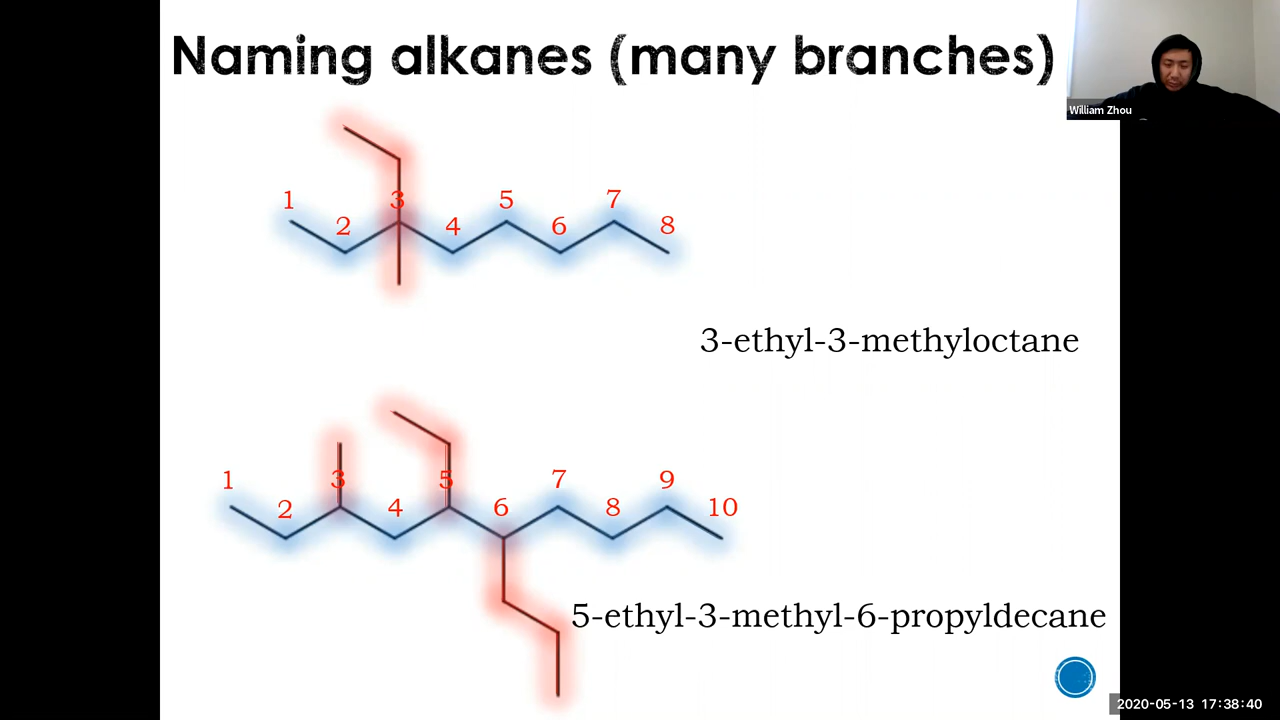 Naming alkanes (many branches)
William Zhou
1 2 3 4 5 6 7 8
3-ethyl-3-methyloctane
1 2 3 4 5 6 7 8 9 10
5-ethyl-3-methyl-6-propyldecane
2020-05-13 17:38:40